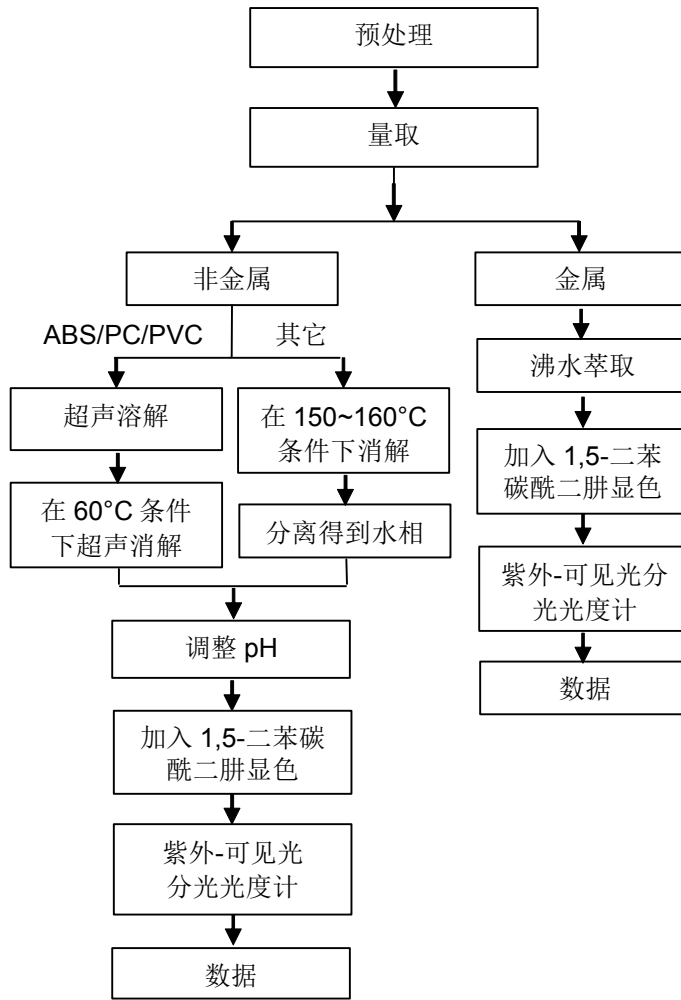 预处理
量取
非金属
金属
ABS/PC/PVC
其它
沸水萃取
超声溶解
在 150~160°C
条件下消解
加入 1,5-二苯
碳酰二肼显色
在 60°C 条件
下超声消解
分离得到水相
紫外-可见光分
光光度计
调整 pH
数据
加入 1,5-二苯碳
酰二肼显色
紫外-可见光
分光光度计
数据